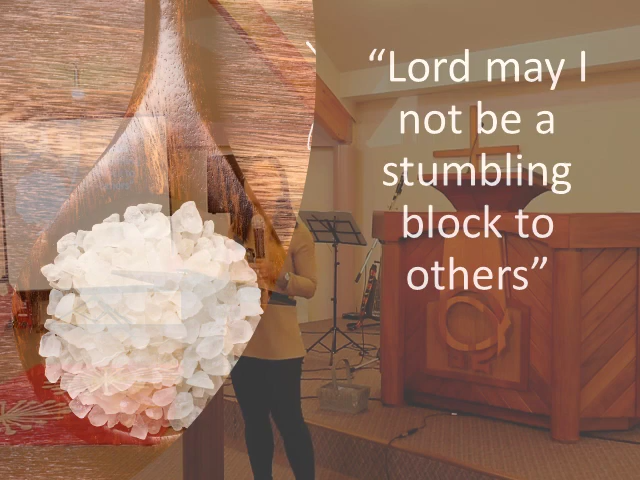 “Lord may I
not be a
stumbling
block to
others”